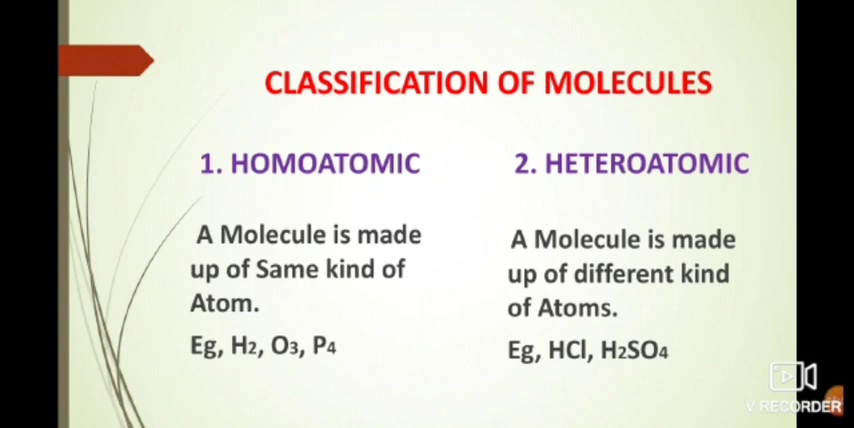 CLASSIFICATION OF MOLECULES
1. HOMOATOMIC
A Molecule is made
up of Same kind of
Atom.
Eg, H2, O3, P4
2. HETEROATOMIC
A Molecule is made
up of different kind
of Atoms.
Eg, HCl, H2SO4
V RECORDER